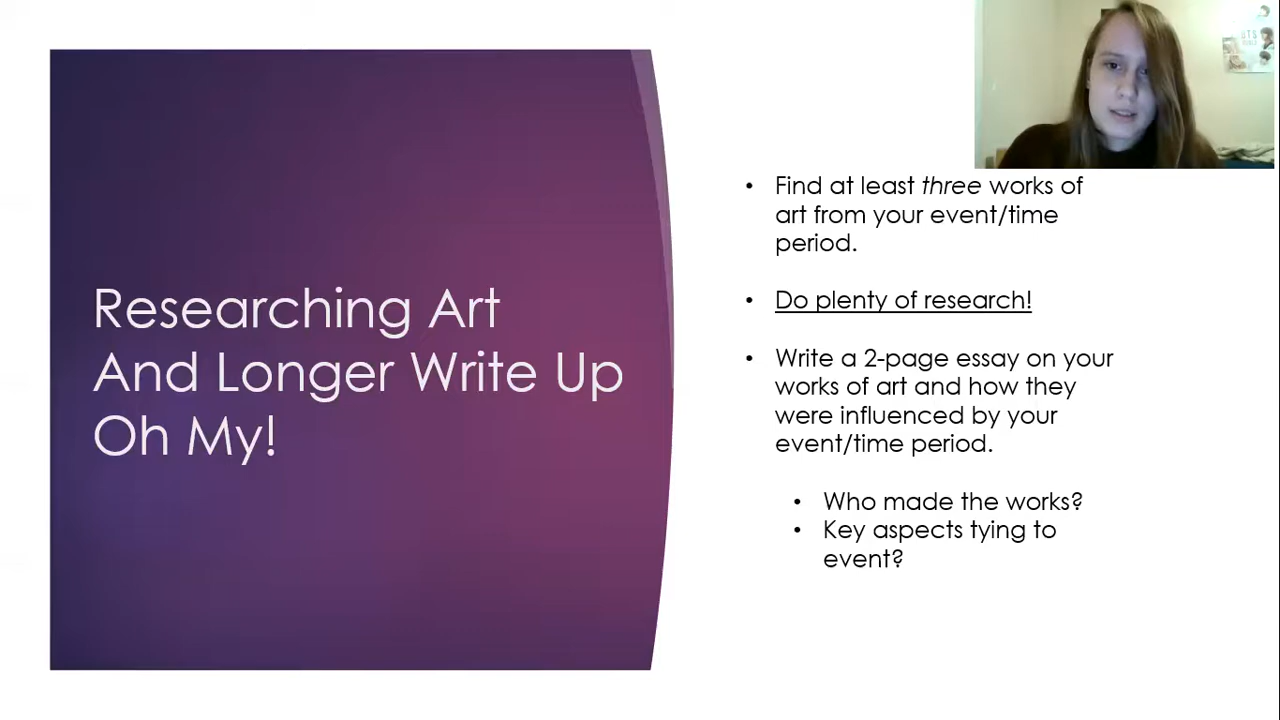 Researching Art
And Longer Write Up
Oh My!
• Find at least three works of
art from your event/time
period.
• Do plenty of research!
• Write a 2-page essay on your
works of art and how they
were influenced by your
event/time period.
• Who made the works?
• Key aspects tying to
event?
BTS